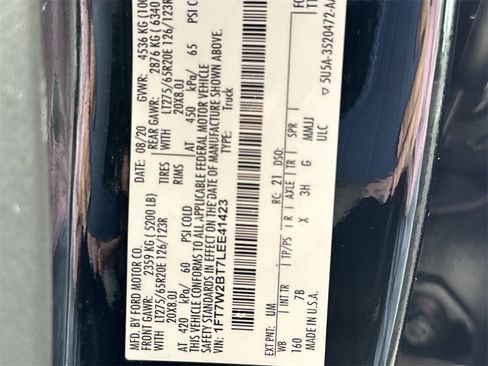 MFD. BY FORD MOTOR CO.
DATE: 08/20 GVWR: 4536 KG
FRONT GAWR: 2359 KG ( 5200 LB) REAR GAWR: 2876 KG ( 6340
WITH LT275/65R20E 126/123R TIRES WITH LT275/65R20E 126/123R
20X8.0J RIMS 20X8.0J
AT 420 kPa/ 60 PSI COLD AT 450 kPa/ 65 PSI
THIS VEHICLE CONFORMS TO ALL APPLICABLE FEDERAL MOTOR VEHICLE
SAFETY STANDARDS IN EFFECT ON THE DATE OF MANUFACTURE SHOWN ABOVE.
VIN: 1FT7W2BT7LEE41423 Truck
EXT PNT: UM RC: 21 DSO:
WB INT TR TP/PS R AXLE TR SPR
160 7B X 3H G MMJJ
MADE IN U.S.A. ULC
5U5A-3520472-A